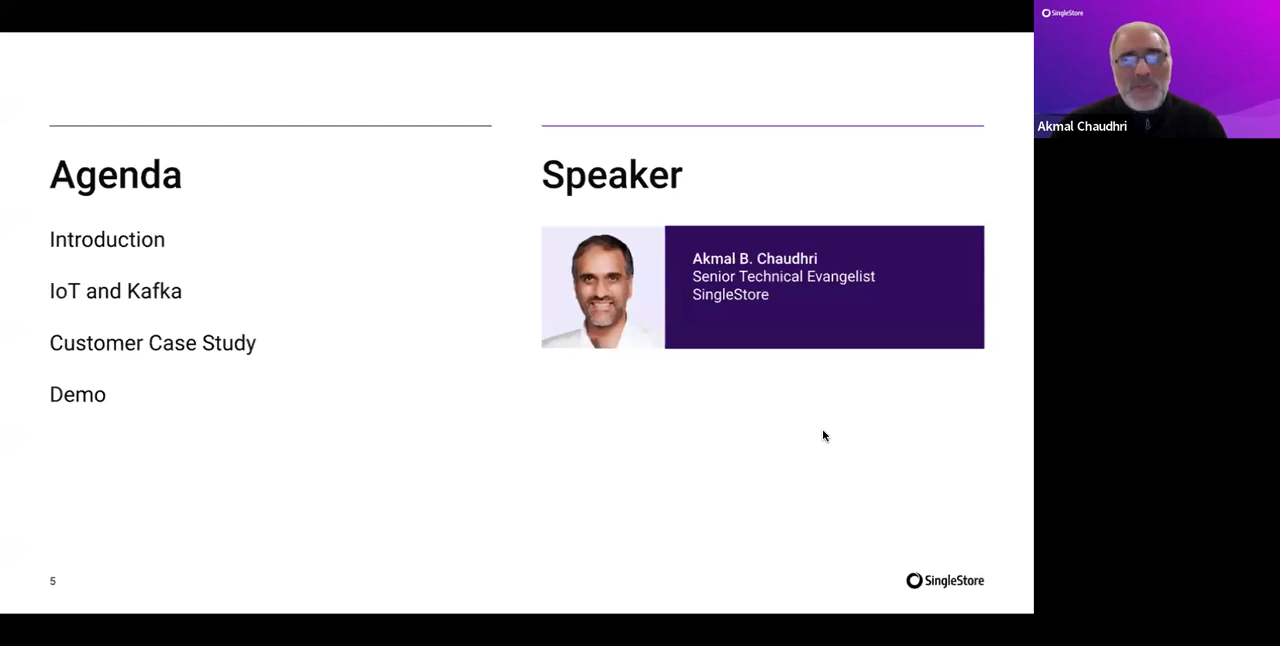 Agenda
Introduction
IoT and Kafka
Customer Case Study
Demo
Speaker
Akmal B. Chaudhri
Senior Technical Evangelist
SingleStore
5
SingleStore
SingleStore
Akmal Chaudhri